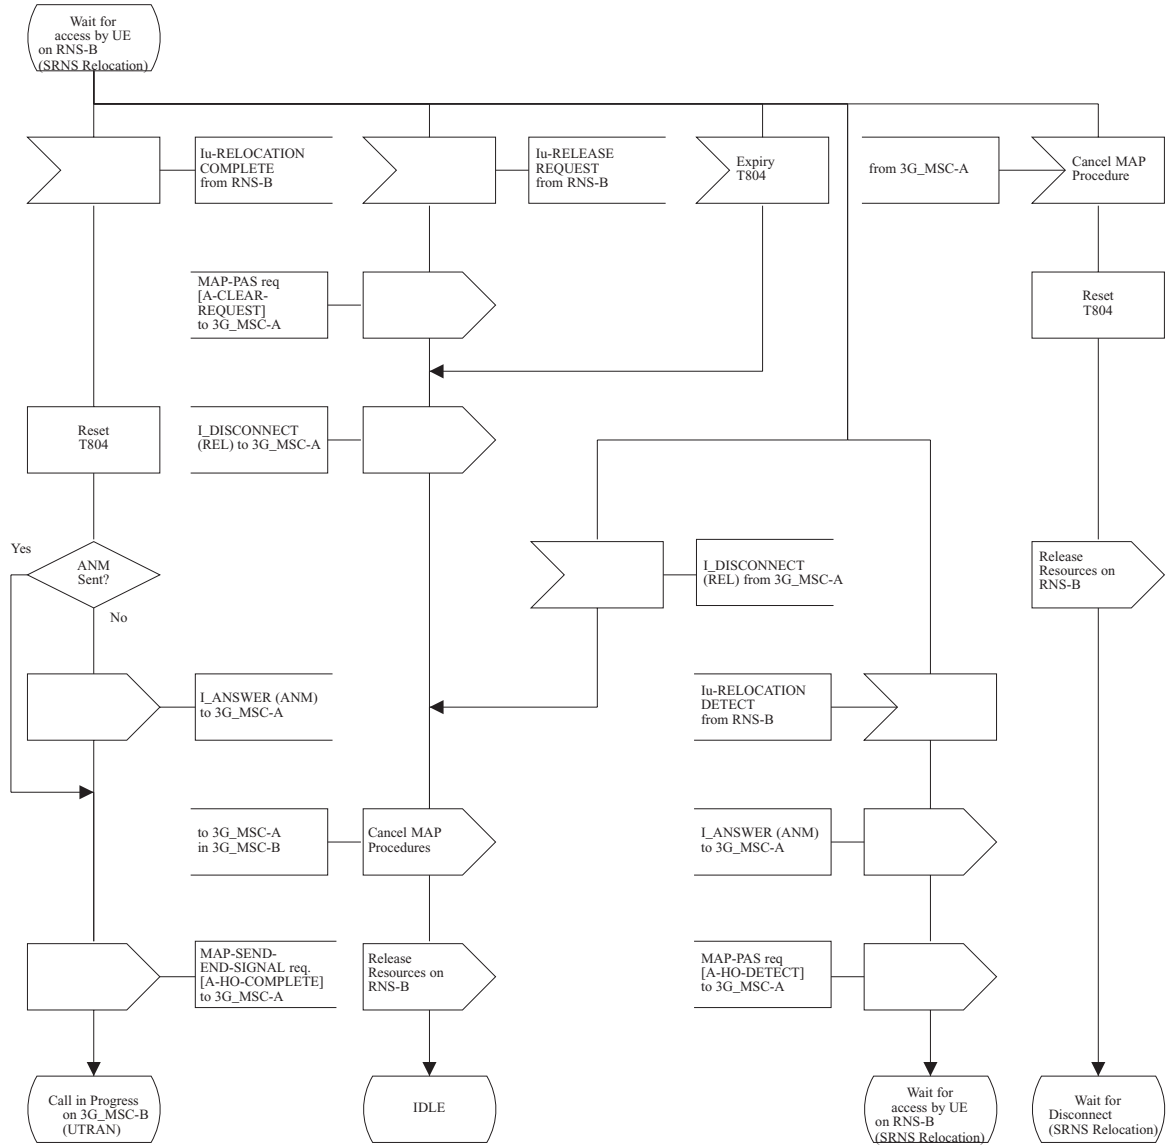 Wait for
access by UE
on RNS-B
(SRNS Relocation)
Iu-RELOCATION
COMPLETE
from RNS-B
Iu-RELEASE
REQUEST
from RNS-B
Expiry
T804
from 3G_MSC-A
Cancel MAP
Procedure
MAP-PAS req
[A-CLEAR-
REQUEST]
to 3G_MSC-A
Reset
T804
Reset
T804
I_DISCONNECT
(REL) to 3G_MSC-A
Yes
ANM
Sent?
No
I_DISCONNECT
(REL) from 3G_MSC-A
Release
Resources on
RNS-B
I_ANSWER (ANM)
to 3G_MSC-A
Iu-RELOCATION
DETECT
from RNS-B
to 3G_MSC-A
in 3G_MSC-B
Cancel MAP
Procedures
I_ANSWER (ANM)
to 3G_MSC-A
MAP-SEND-
END-SIGNAL req.
[A-HO-COMPLETE]
to 3G_MSC-A
Release
Resources on
RNS-B
MAP-PAS req
[A-HO-DETECT]
to 3G_MSC-A
Call in Progress
on 3G_MSC-B
(UTRAN)
IDLE
Wait for
access by UE
on RNS-B
(SRNS Relocation)
Wait for
Disconnect
(SRNS Relocation)